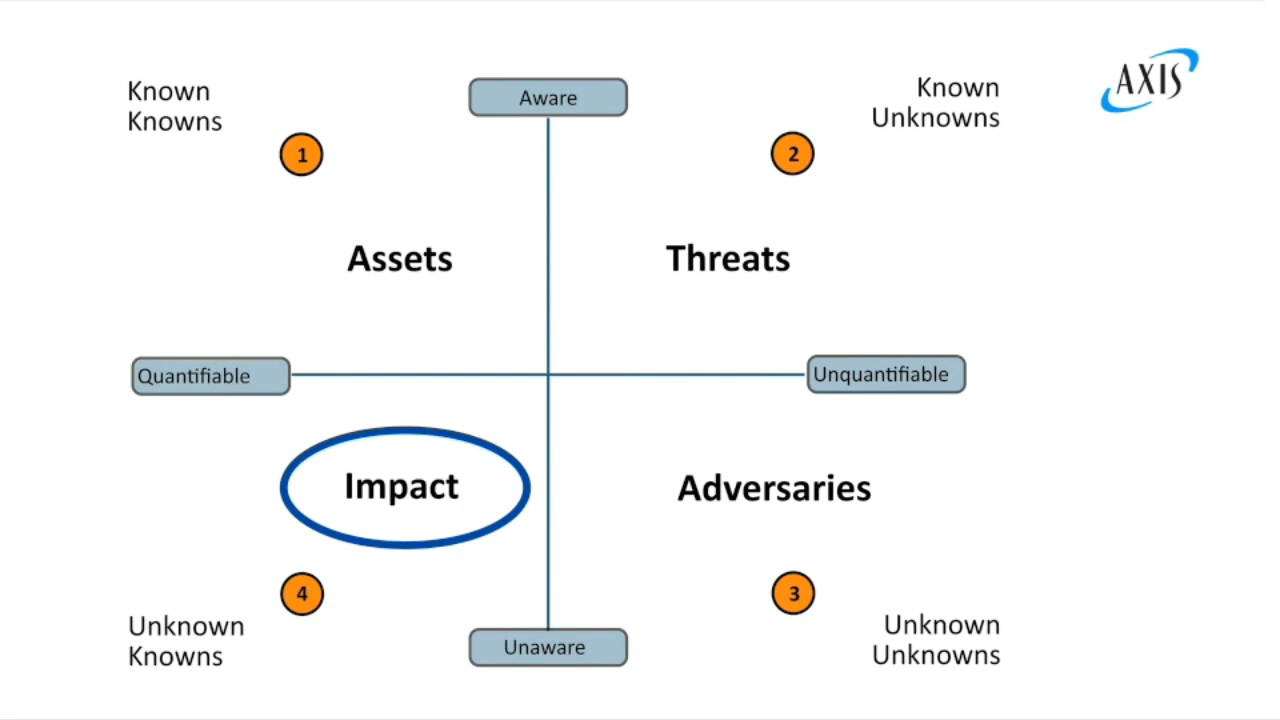 Known
Knowns
Aware
Known
Unknowns
AXIS
1
2
Assets
Threats
Quantifiable
Unquantifiable
Impact
Adversaries
4
3
Unknown
Knowns
Unaware
Unknown
Unknowns